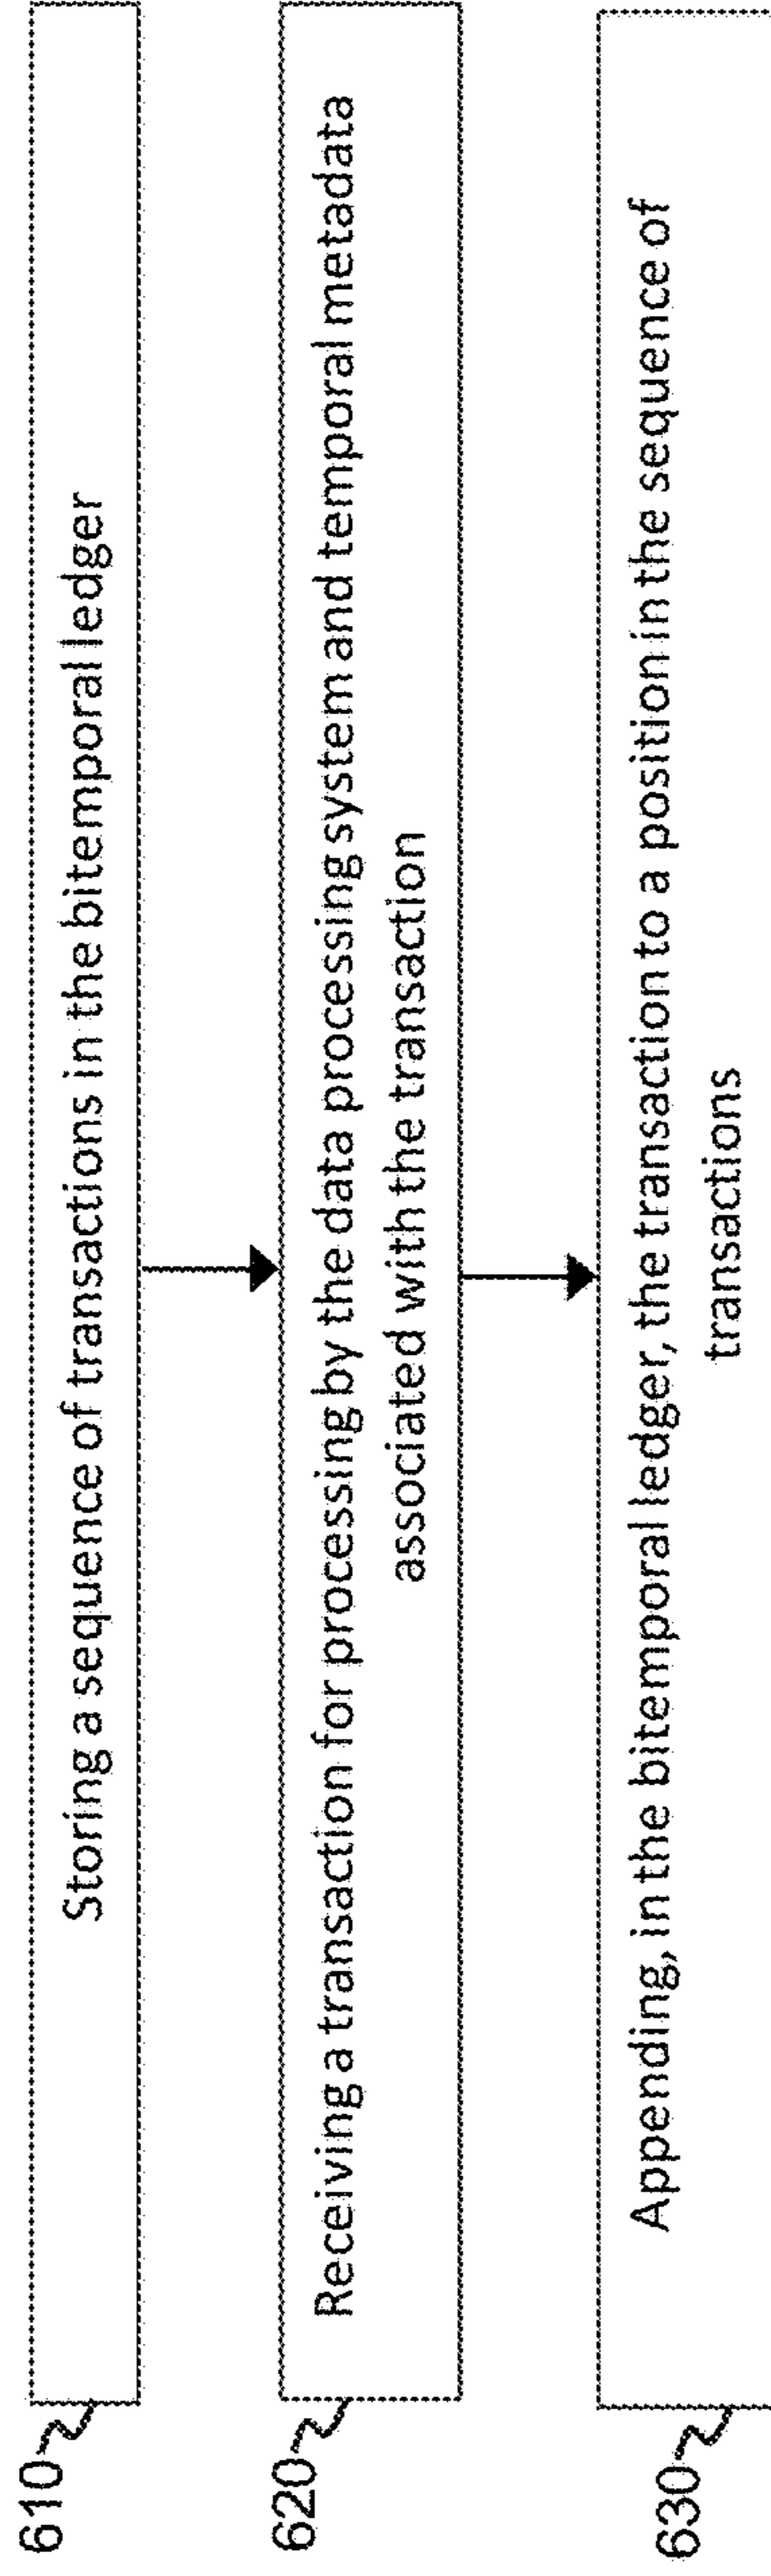 610
Storing a sequence of transactions in the bitemporal ledger
620
Receiving a transaction for processing by the data processing system and temporal metadata
associated with the transaction
630
Appending, in the bitemporal ledger, the transaction to a position in the sequence of
transactions